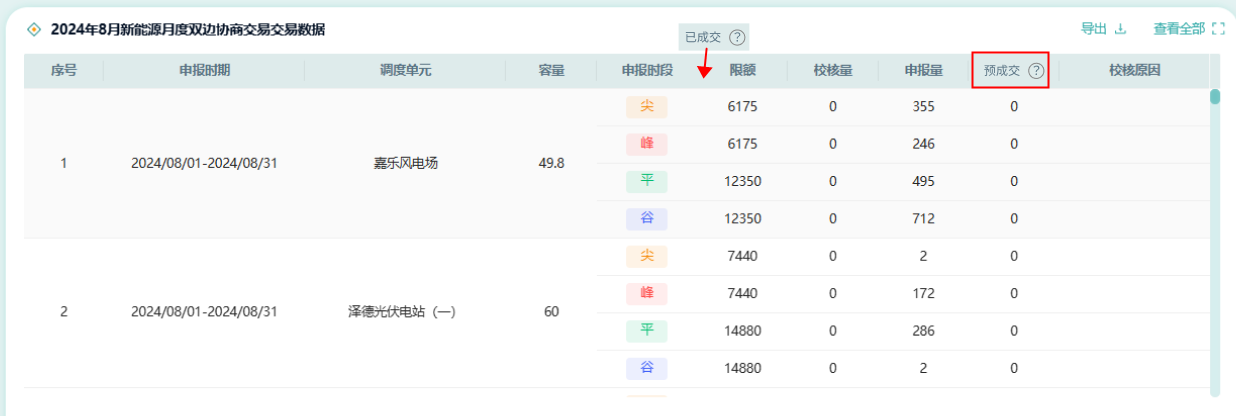 2024年8月新能源月度双边协商交易交易数据 导出 查看全部
已成交 ?
序号 申报时期 调度单元 容量 申报时段 限额 校核量 申报量 预成交 ? 校核原因
尖 6175 0 355 0
峰 6175 0 246 0
1 2024/08/01-2024/08/31 嘉乐风电场 49.8
平 12350 0 495 0
谷 12350 0 712 0
尖 7440 0 2 0
峰 7440 0 172 0
2 2024/08/01-2024/08/31 泽德光伏电站（一） 60
平 14880 0 286 0
谷 14880 0 2 0